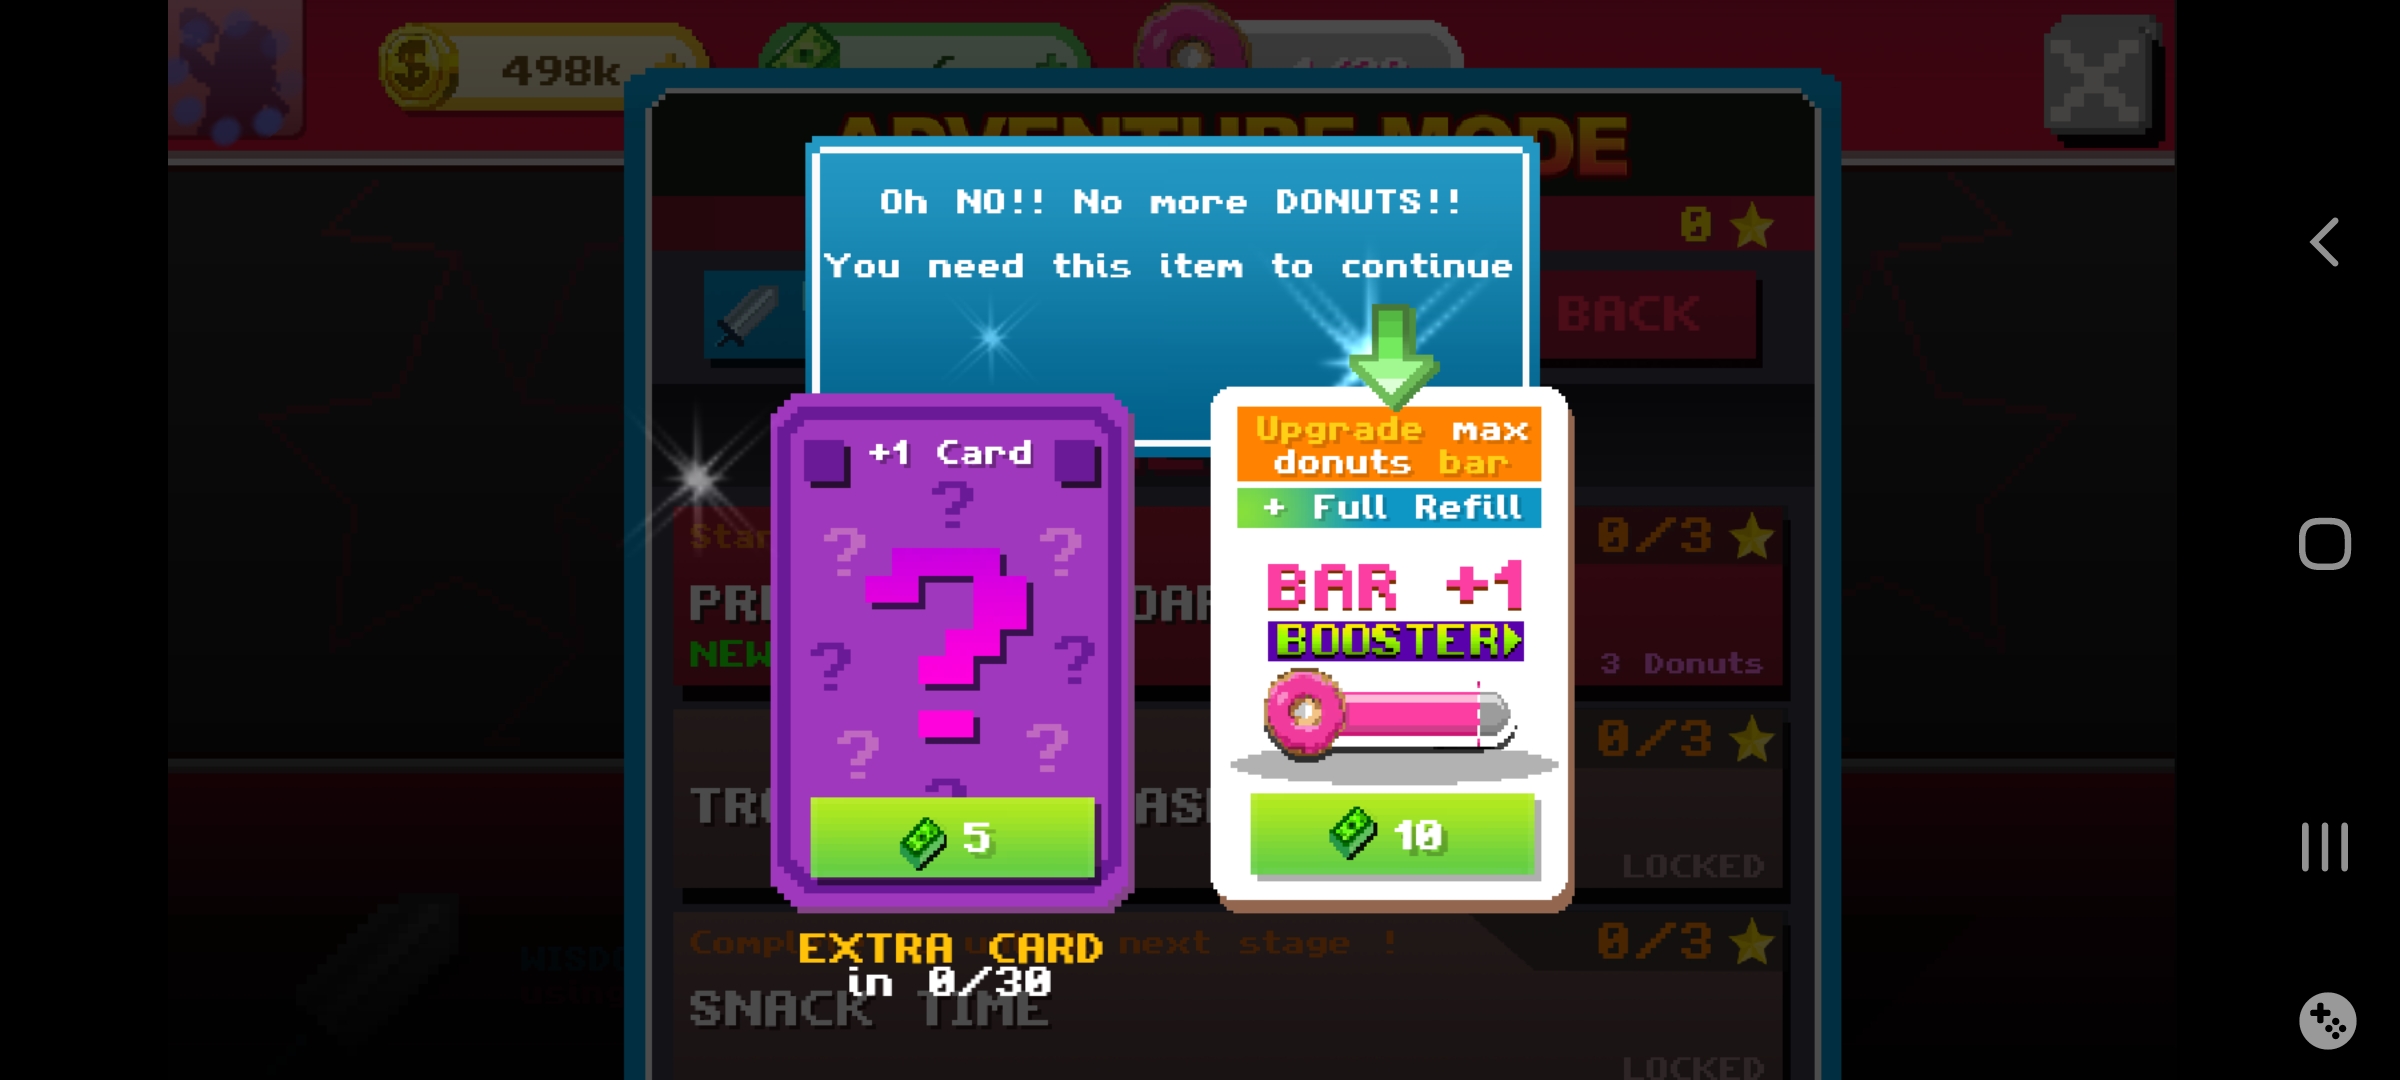 498k
ADVENTURE MODE
Oh NO!! No more DONUTS!!
0
You need this item to continue
BACK
+1 Card
Upgrade max
donuts bar
+ Full Refill
0/3
BAR +1
BOOSTER
NEW
3 Donuts
0/3
5
10
LOCKED
EXTRA CARD
next stage !
0/3
in 0/30
SNACK TIME
LOCKED